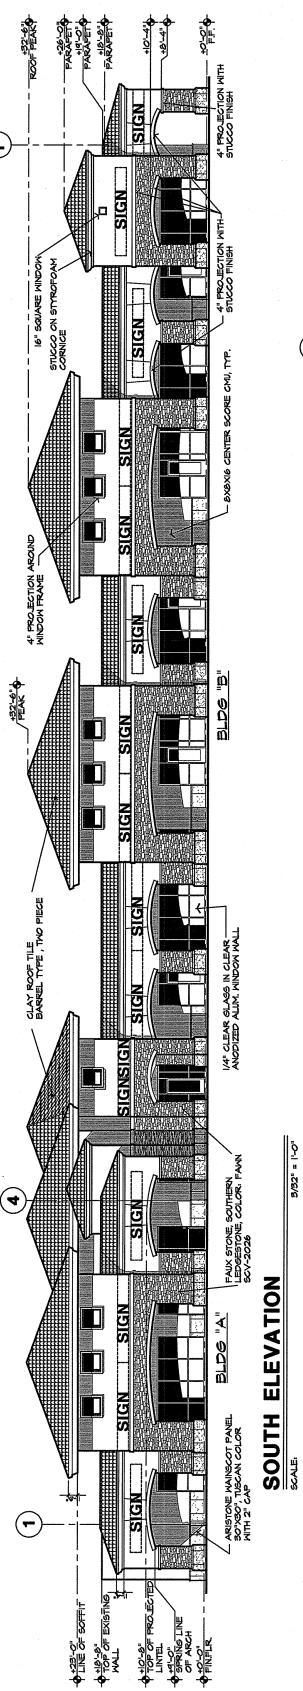 1
4
+23'-0"
LINE OF SOFFIT
+18'-8"
TOP OF EXISTING
WALL
+10'-8"
TOP OF PROJECTED
LINTEL
+9'-0"
SPRING LINE
OF ARCH
+0'-0"
FIN.FLR.
CLAY ROOF TILE
BARREL TYPE, TWO PIECE
+32'-6"
PEAK
4" PROJECTION AROUND
WINDOW FRAME
16" SQUARE WINDOW
STUCCO ON STYROFOAM
CORNICE
+32'-6"
ROOF PEAK
+26'-0"
PARAPET
+19'-0"
PARAPET
+18'-8"
PARAPET
+10'-4"
+8'-4"
±0'-0"
F.F.
SIGN
SIGN
SIGN
SIGN
SIGNSIGN
SIGN
SIGN
SIGN
SIGN
SIGN
SIGN
SIGN
SIGN
SIGN
SIGN
ARISTONE WAINSCOT PANEL
30"X30", TUSCAN COLOR
WITH 2" CAP
BLDG "A"
FAUX STONE, SOUTHERN
LEDGESTONE, COLOR: FAWN
SCV-2026
1/4" CLEAR GLASS IN CLEAR
ANODIZED ALUM. WINDOW WALL
BLDG "B"
8X8X16 CENTER SCORE CMU, TYP.
4" PROJECTION WITH
STUCCO FINISH
4" PROJECTION WITH
STUCCO FINISH
SOUTH ELEVATION
SCALE: 3/32" = 1'-0"